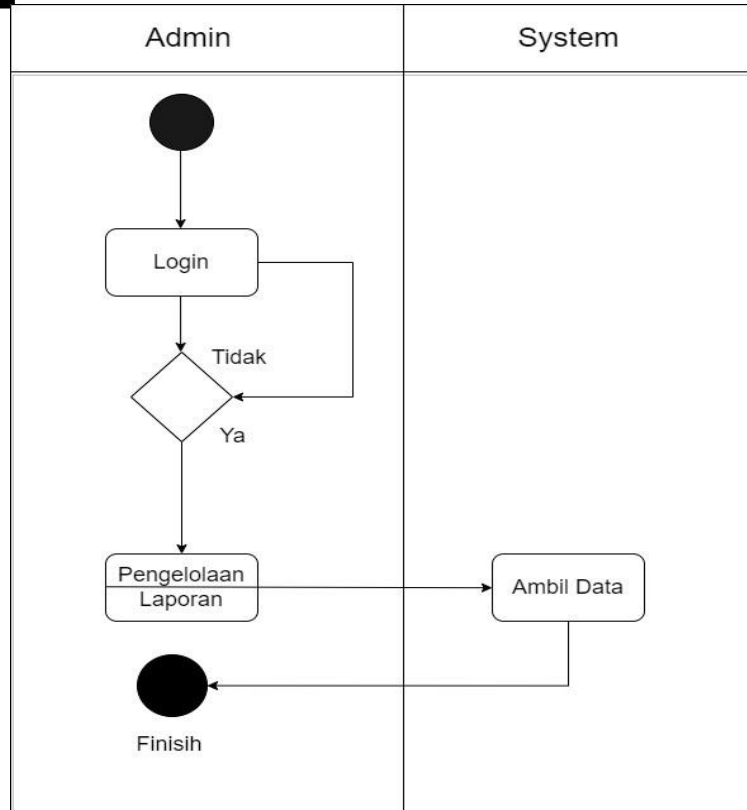 Admin
System
Login
Tidak
Ya
Pengelolaan
Laporan
Ambil Data
Finisih